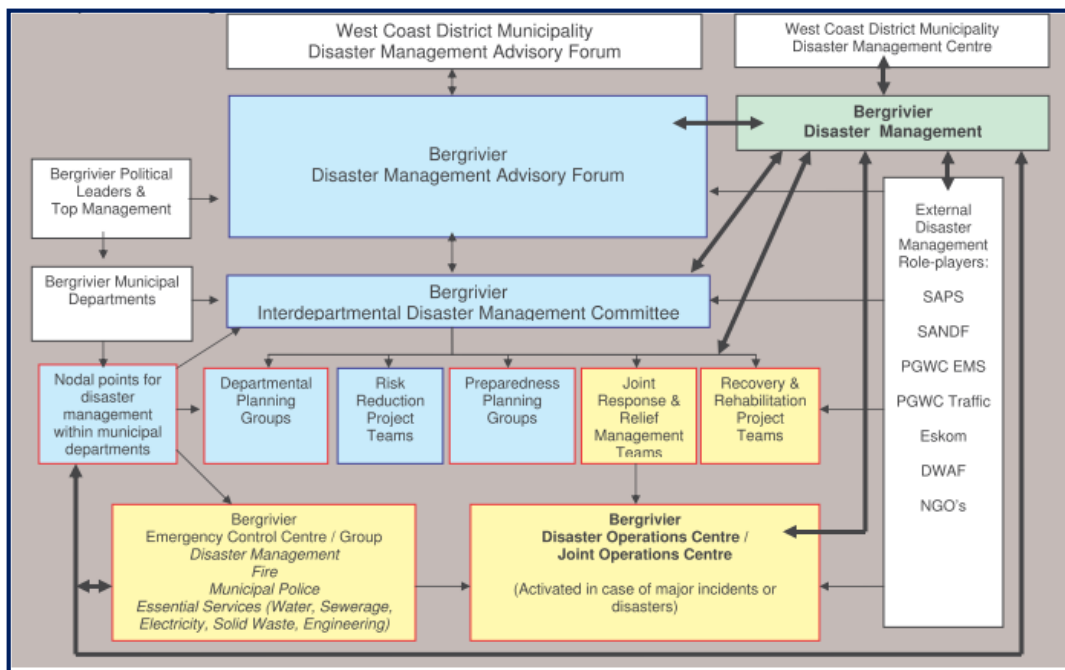 West Coast District Municipality
Disaster Management Advisory Forum
West Coast District Municipality
Disaster Management Centre
Bergrivier
Disaster Management
Bergrivier
Disaster Management Advisory Forum
Bergrivier Political
Leaders &
Top Management
External
Disaster
Management
Role-players:
SAPS
SANDF
PGWC EMS
PGWC Traffic
Eskom
DWAF
NGO's
Bergrivier Municipal
Departments
Bergrivier
Interdepartmental Disaster Management Committee
Nodal points for
disaster
management
within municipal
departments
Departmental
Planning
Groups
Risk
Reduction
Project
Teams
Preparedness
Planning
Groups
Joint
Response &
Relief
Management
Teams
Recovery &
Rehabilitation
Project
Teams
Bergrivier
Emergency Control Centre / Group
Disaster Management
Fire
Municipal Police
Essential Services (Water, Sewerage,
Electricity, Solid Waste, Engineering)
Bergrivier
Disaster Operations Centre /
Joint Operations Centre
(Activated in case of major incidents or
disasters)